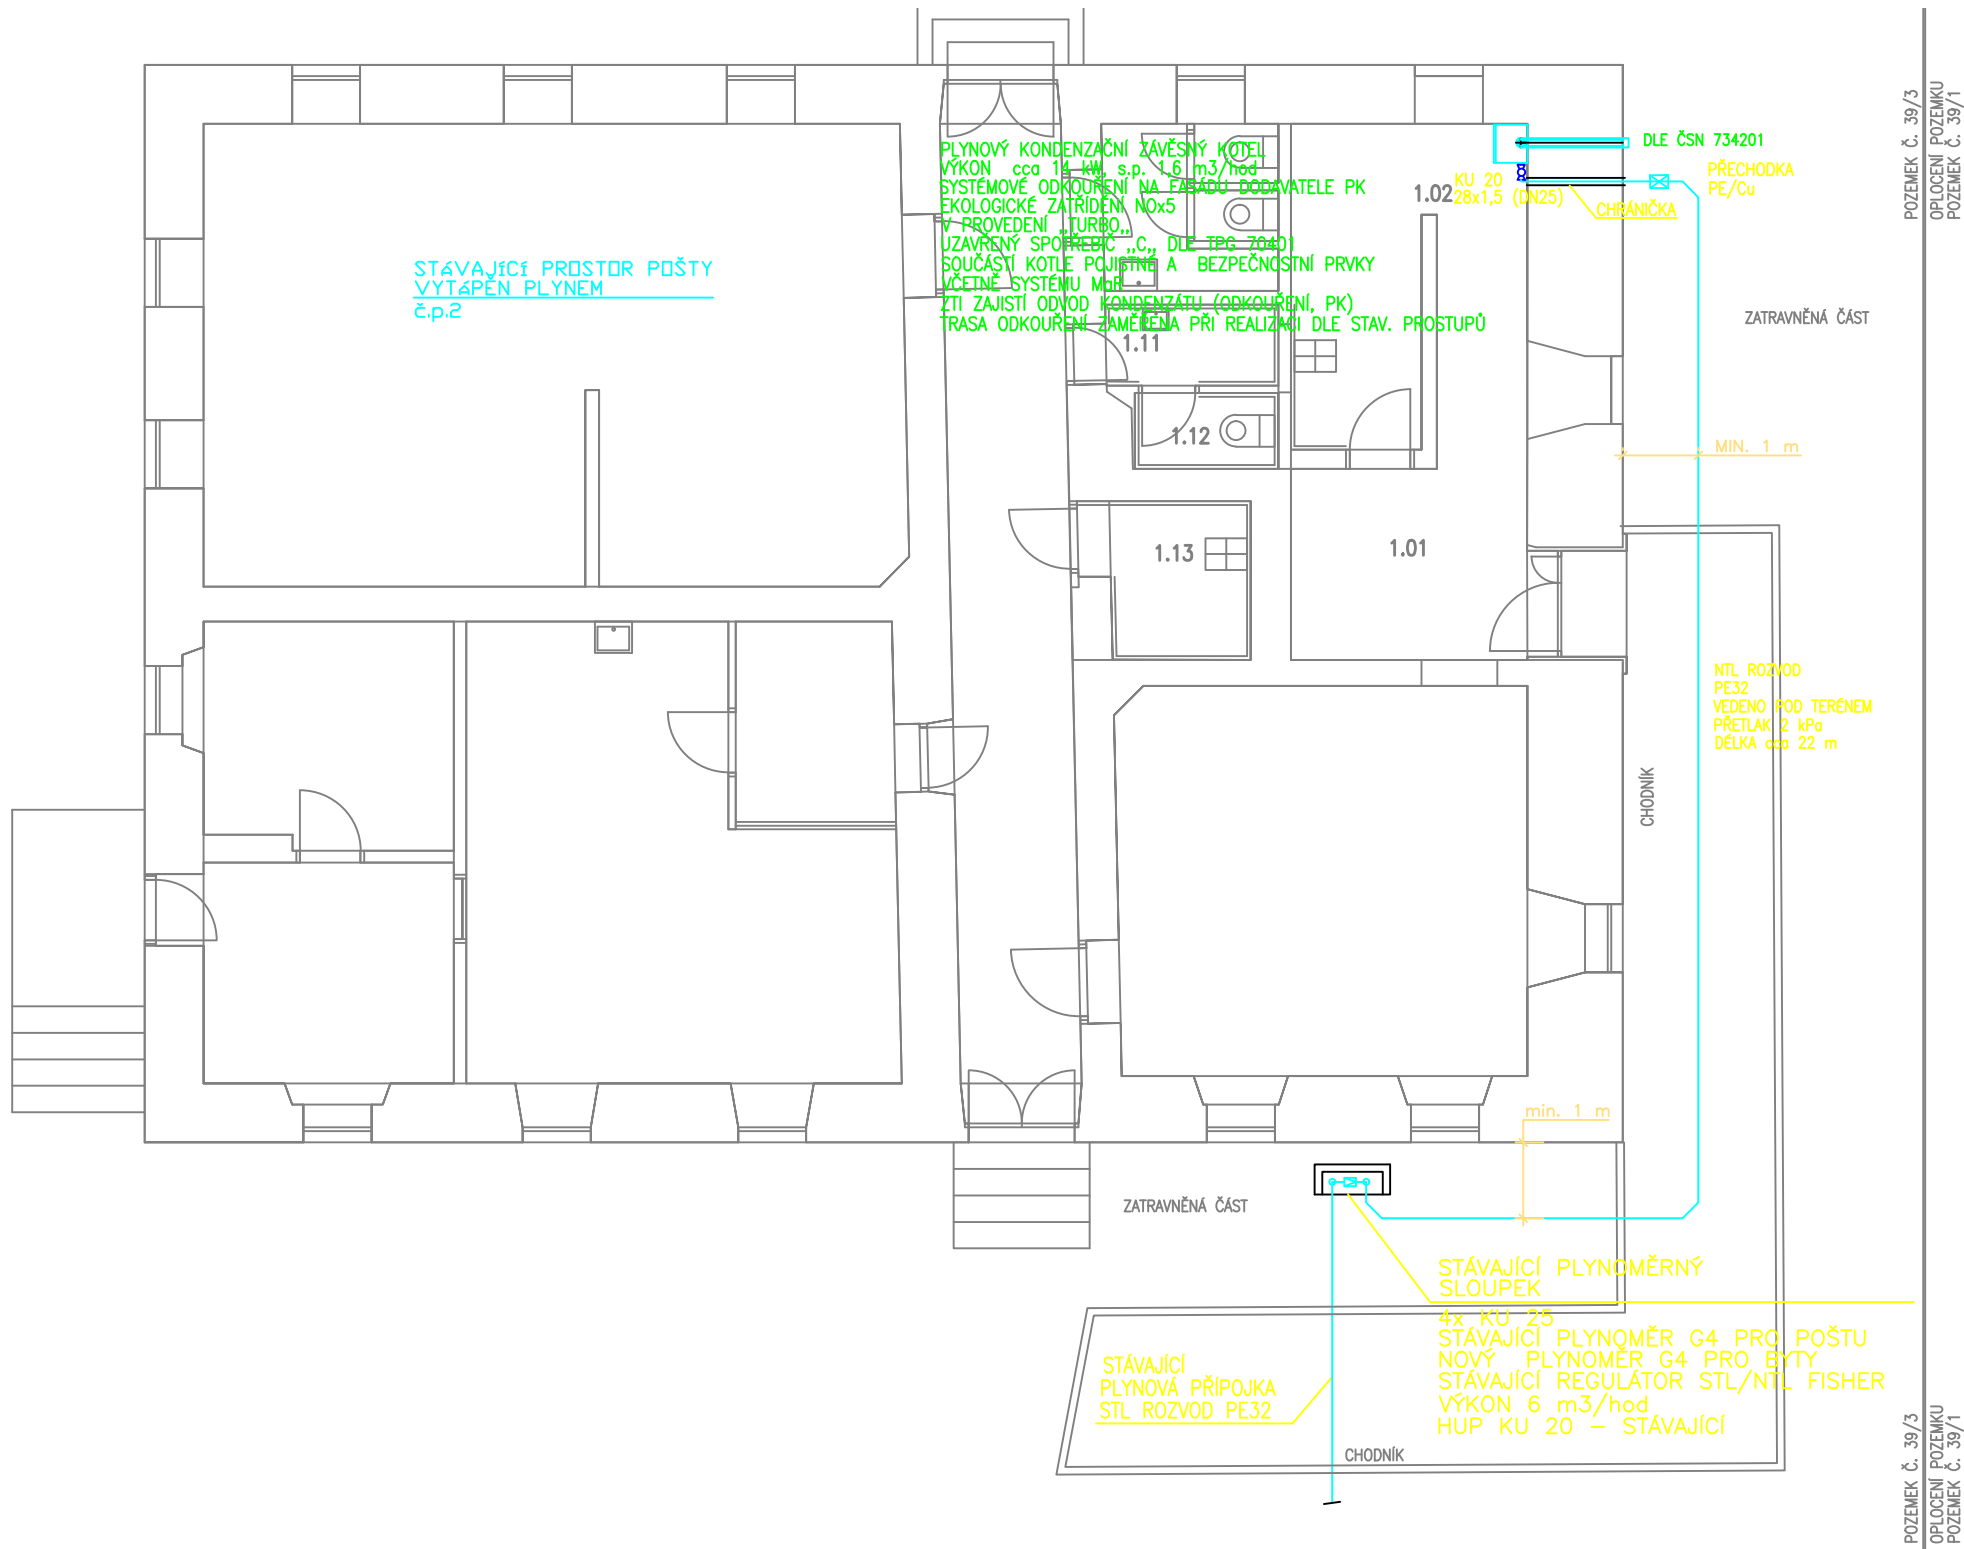 POZEMEK Č. 39/3
OPLOCENÍ POZEMKU
POZEMEK Č. 39/1
PLYNOVÝ KONDENZAČNÍ ZÁVĚSNÝ KOTEL
VÝKON cca 14 kW, s.p. 1,6 m3/hod
SYSTÉMOVÉ ODKOUŘENÍ NA FASÁDU DODAVATELE PK
EKOLOGICKÉ ZATŘÍDĚNÍ NOx5
V PROVEDENÍ ,,TURBO,,
UZAVŘENÝ SPOTŘEBIČ ,,C,, DLE TPG 70401
SOUČÁSTÍ KOTLE POJISTNÉ A BEZPEČNOSTNÍ PRVKY
VČETNĚ SYSTÉMU MaR
ZTI ZAJISTÍ ODVOD KONDENZÁTU (ODKOUŘENÍ, PK)
TRASA ODKOUŘENÍ ZAMĚŘENA PŘI REALIZACI DLE STAV. PROSTUPŮ
DLE ČSN 734201
PŘECHODKA
PE/Cu
KU 20
28x1,5 (DN25)
CHRÁNIČKA
1.02
STáVAJíCí PROSTOR POŠTY
VYTáPĚN PLYNEM
č.p.2
ZATRAVNĚNÁ ČÁST
1.11
1.12
MIN. 1 m
1.13
1.01
NTL ROZVOD
PE32
VEDENO POD TERÉNEM
PŘETLAK 2 kPa
DÉLKA cca 22 m
CHODNÍK
min. 1 m
ZATRAVNĚNÁ ČÁST
STÁVAJÍCÍ PLYNOMĚRNÝ
SLOUPEK
4x KU 25
STÁVAJÍCÍ PLYNOMĚR G4 PRO POŠTU
NOVÝ PLYNOMĚR G4 PRO BYTY
STÁVAJÍCÍ REGULÁTOR STL/NTL FISHER
VÝKON 6 m3/hod
HUP KU 20 – STÁVAJÍCÍ
STÁVAJÍCÍ
PLYNOVÁ PŘÍPOJKA
STL ROZVOD PE32
CHODNÍK
POZEMEK Č. 39/3
OPLOCENÍ POZEMKU
POZEMEK Č. 39/1